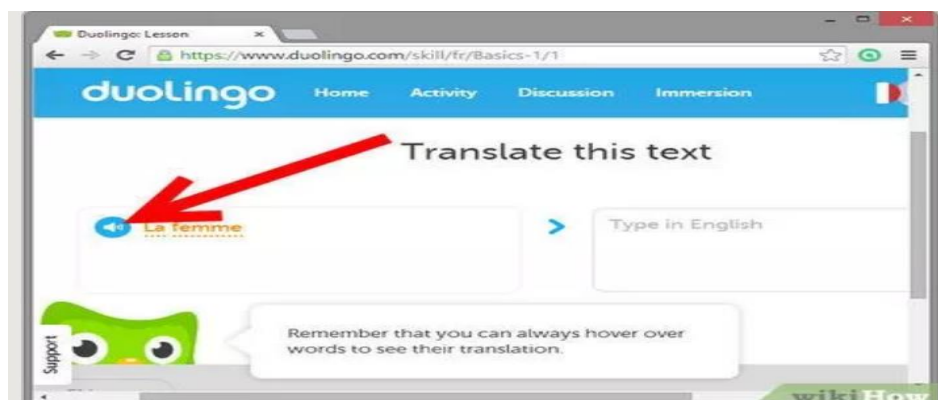 Duolingo: Lesson
https://www.duolingo.com/skill/fr/Basics-1/1
duolingo Home Activity Discussion Immersion
Translate this text
La femme
Type in English
Remember that you can always hover over
words to see their translation.
Support
wikiHow